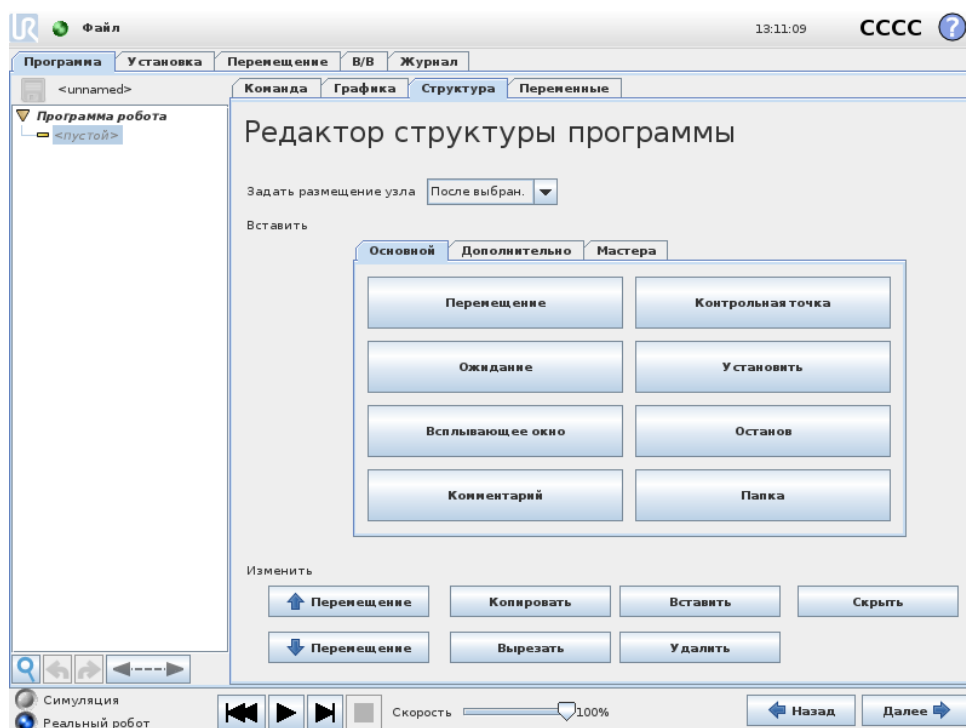 UR Файл 13:11:09 CCCC ?
Программа Установка Перемещение В/В Журнал
<unnamed>
Команда Графика Структура Переменные
Программа робота
<пустой>
Редактор структуры программы
Задать размещение узла После выбран.
Вставить
Основной Дополнительно Мастера
Перемещение Контрольная точка
Ожидание Установить
Всплывающее окно Останов
Комментарий Папка
Изменить
Перемещение Копировать Вставить Скрыть
Перемещение Вырезать Удалить
Симуляция
Реальный робот
Скорость 100%
Назад Далее